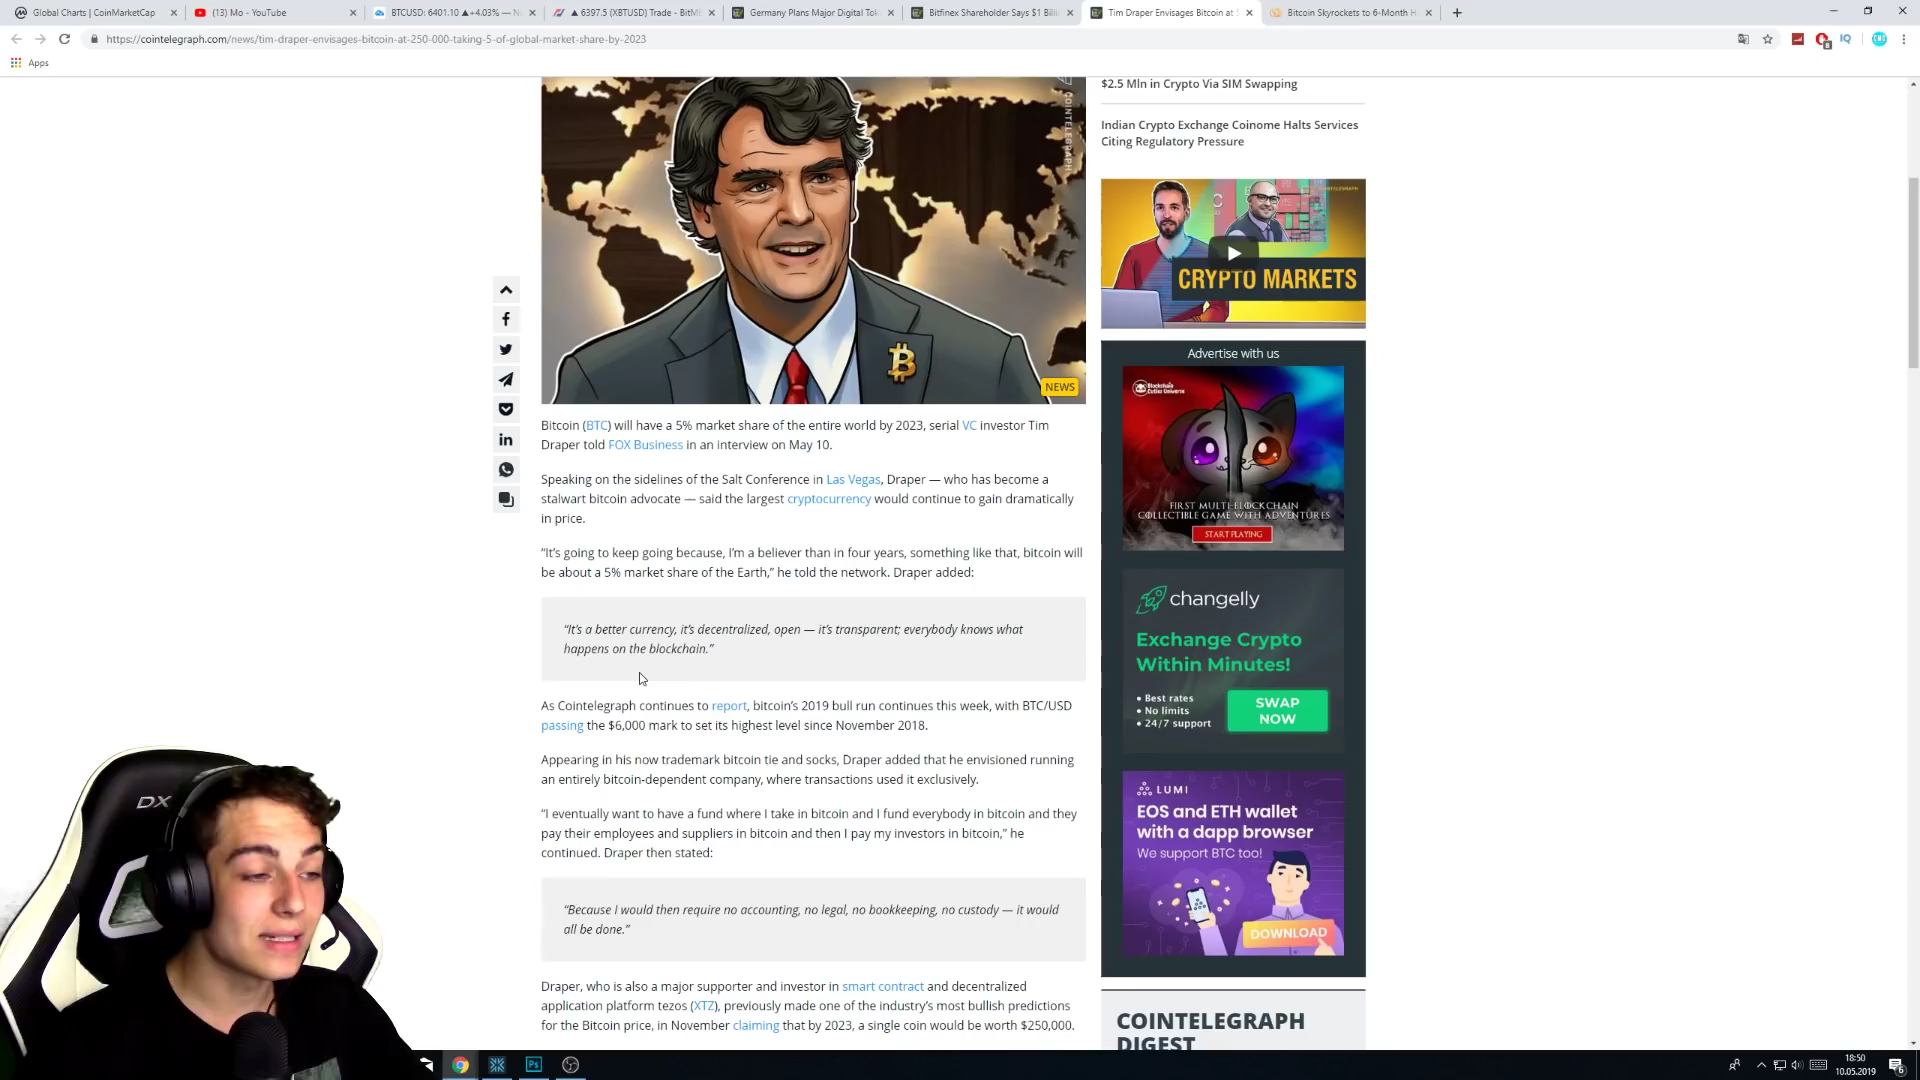 Global Charts | CoinMarketCap
(13) Mo - YouTube
BTCUSD: 6401.10 ▲+4.03% — N
▲ 6397.5 (XBTUSD) Trade - BitM
Germany Plans Major Digital Tok
Bitfinex Shareholder Says $1 Bill
Tim Draper Envisages Bitcoin at
Bitcoin Skyrockets to 6-Month H
https://cointelegraph.com/news/tim-draper-envisages-bitcoin-at-250-000-taking-5-of-global-market-share-by-2023
IQ
Apps
COINTELEGRAPH
NEWS
Bitcoin (BTC) will have a 5% market share of the entire world by 2023, serial VC investor Tim
Draper told FOX Business in an interview on May 10.
Speaking on the sidelines of the Salt Conference in Las Vegas, Draper — who has become a
stalwart bitcoin advocate — said the largest cryptocurrency would continue to gain dramatically
in price.
“It’s going to keep going because, I’m a believer than in four years, something like that, bitcoin will
be about a 5% market share of the Earth,” he told the network. Draper added:
“It’s a better currency, it’s decentralized, open — it’s transparent; everybody knows what
happens on the blockchain.”
As Cointelegraph continues to report, bitcoin’s 2019 bull run continues this week, with BTC/USD
passing the $6,000 mark to set its highest level since November 2018.
Appearing in his now trademark bitcoin tie and socks, Draper added that he envisioned running
an entirely bitcoin-dependent company, where transactions used it exclusively.
“I eventually want to have a fund where I take in bitcoin and I fund everybody in bitcoin and they
pay their employees and suppliers in bitcoin and then I pay my investors in bitcoin,” he
continued. Draper then stated:
“Because I would then require no accounting, no legal, no bookkeeping, no custody — it would
all be done.”
Draper, who is also a major supporter and investor in smart contract and decentralized
application platform tezos (XTZ), previously made one of the industry’s most bullish predictions
for the Bitcoin price, in November claiming that by 2023, a single coin would be worth $250,000.
$2.5 Mln in Crypto Via SIM Swapping
Indian Crypto Exchange Coinome Halts Services
Citing Regulatory Pressure
CRYPTO MARKETS
Advertise with us
Blockchain
Cuties Universe
FIRST MULTI-BLOCKCHAIN
COLLECTIBLE GAME WITH ADVENTURES
START PLAYING
changelly
Exchange Crypto
Within Minutes!
• Best rates
• No limits
• 24/7 support
SWAP
NOW
LUMI
EOS and ETH wallet
with a dapp browser
We support BTC too!
DOWNLOAD
COINTELEGRAPH
DIGEST
DX
Ps
18:50
10.05.2019
6